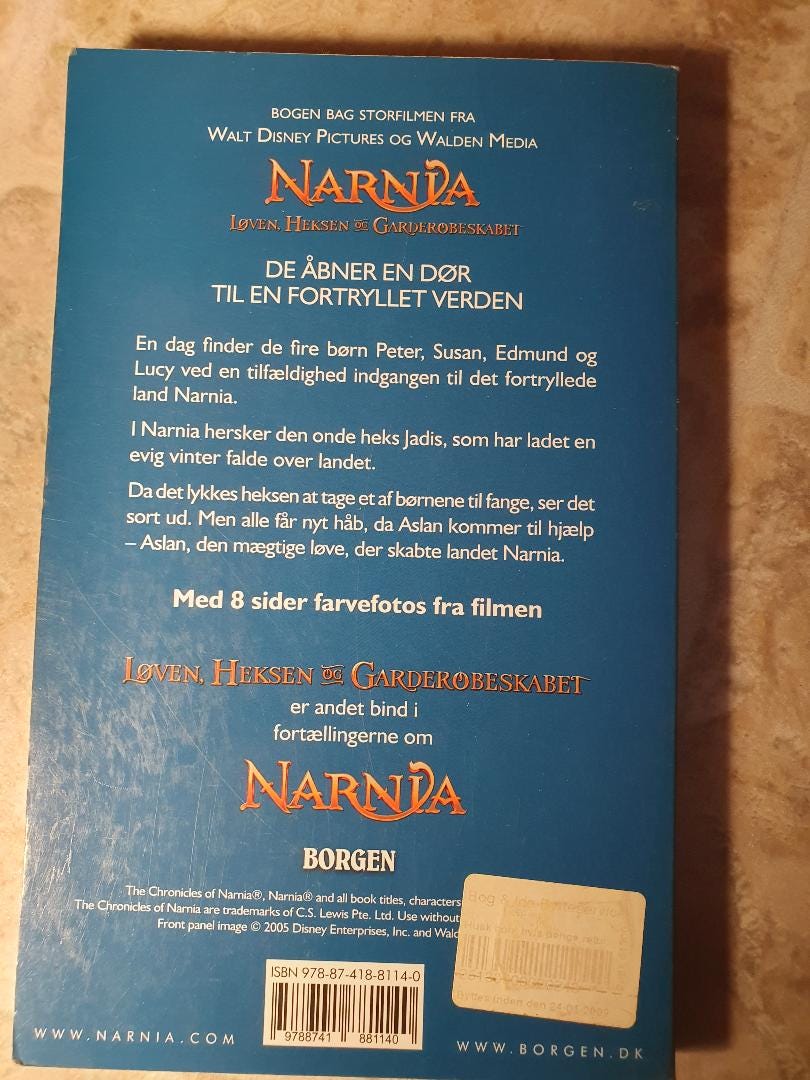 BOGEN BAG STORFILMEN FRA
WALT DISNEY PICTURES OG WALDEN MEDIA
NARNIA
LØVEN, HEKSEN OG GARDEROBESKABET
DE ÅBNER EN DØR
TIL EN FORTRYLLET VERDEN
En dag finder de fire børn Peter, Susan, Edmund og
Lucy ved en tilfældighed indgangen til det fortryllede
land Narnia.
I Narnia hersker den onde heks Jadis, som har ladet en
evig vinter falde over landet.
Da det lykkes heksen at tage et af børnene til fange, ser det
sort ud. Men alle får nyt håb, da Aslan kommer til hjælp
– Aslan, den mægtige løve, der skabte landet Narnia.
Med 8 sider farvefotos fra filmen
LØVEN, HEKSEN OG GARDEROBESKABET
er andet bind i
fortællingerne om
NARNIA
BORGEN
The Chronicles of Narnia®, Narnia® and all book titles, characters
The Chronicles of Narnia are trademarks of C.S. Lewis Pte. Ltd. Use without
Front panel image © 2005 Disney Enterprises, Inc. and Wald
Bog &
Byttes inden den 24-01-2009
ISBN 978-87-418-8114-0
9788741 881140
WWW.NARNIA.COM
WWW.BORGEN.DK